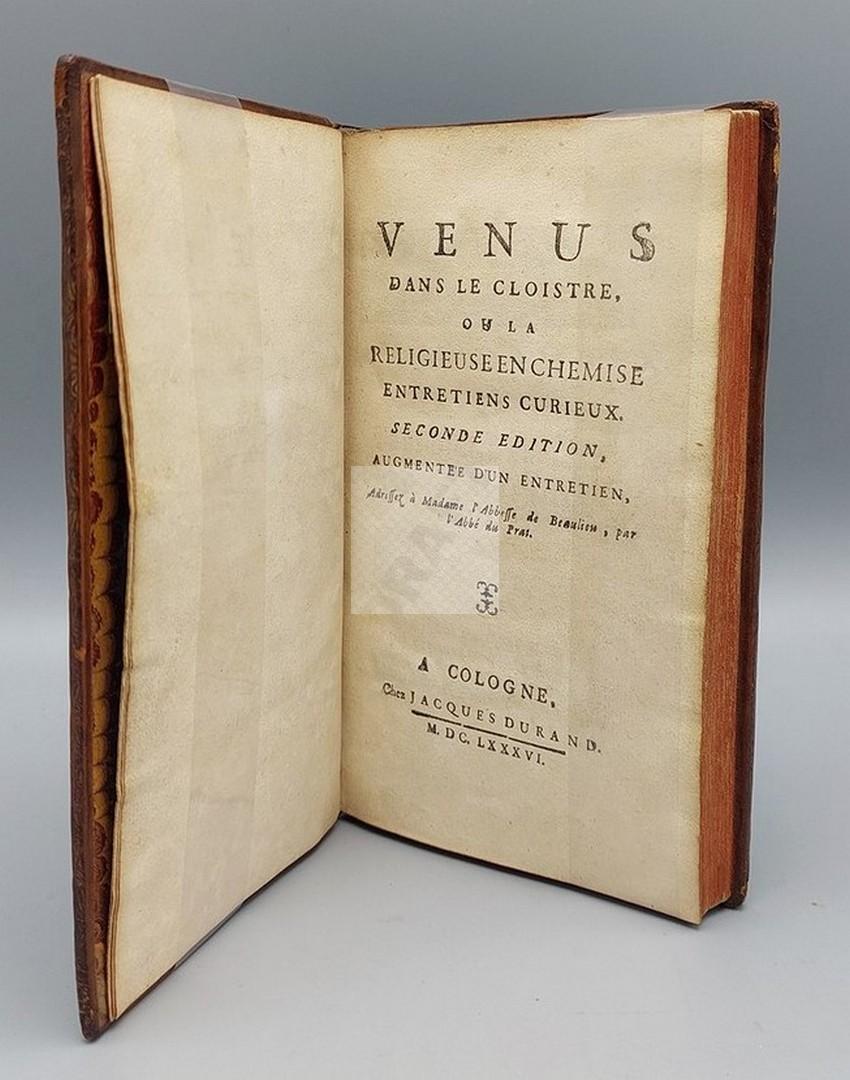 VENUS
DANS LE CLOISTRE,
OU LA
RELIGIEUSE EN CHEMISE
ENTRETIENS CURIEUX.
SECONDE EDITION,
AUGMENTÉE D'UN ENTRETIEN,
Adressez à Madame l'Abbesse de Beaulieu, par
l'Abbé du Prat.
A COLOGNE,
Chez JACQUES DURAND.
M. DC. LXXXVI.